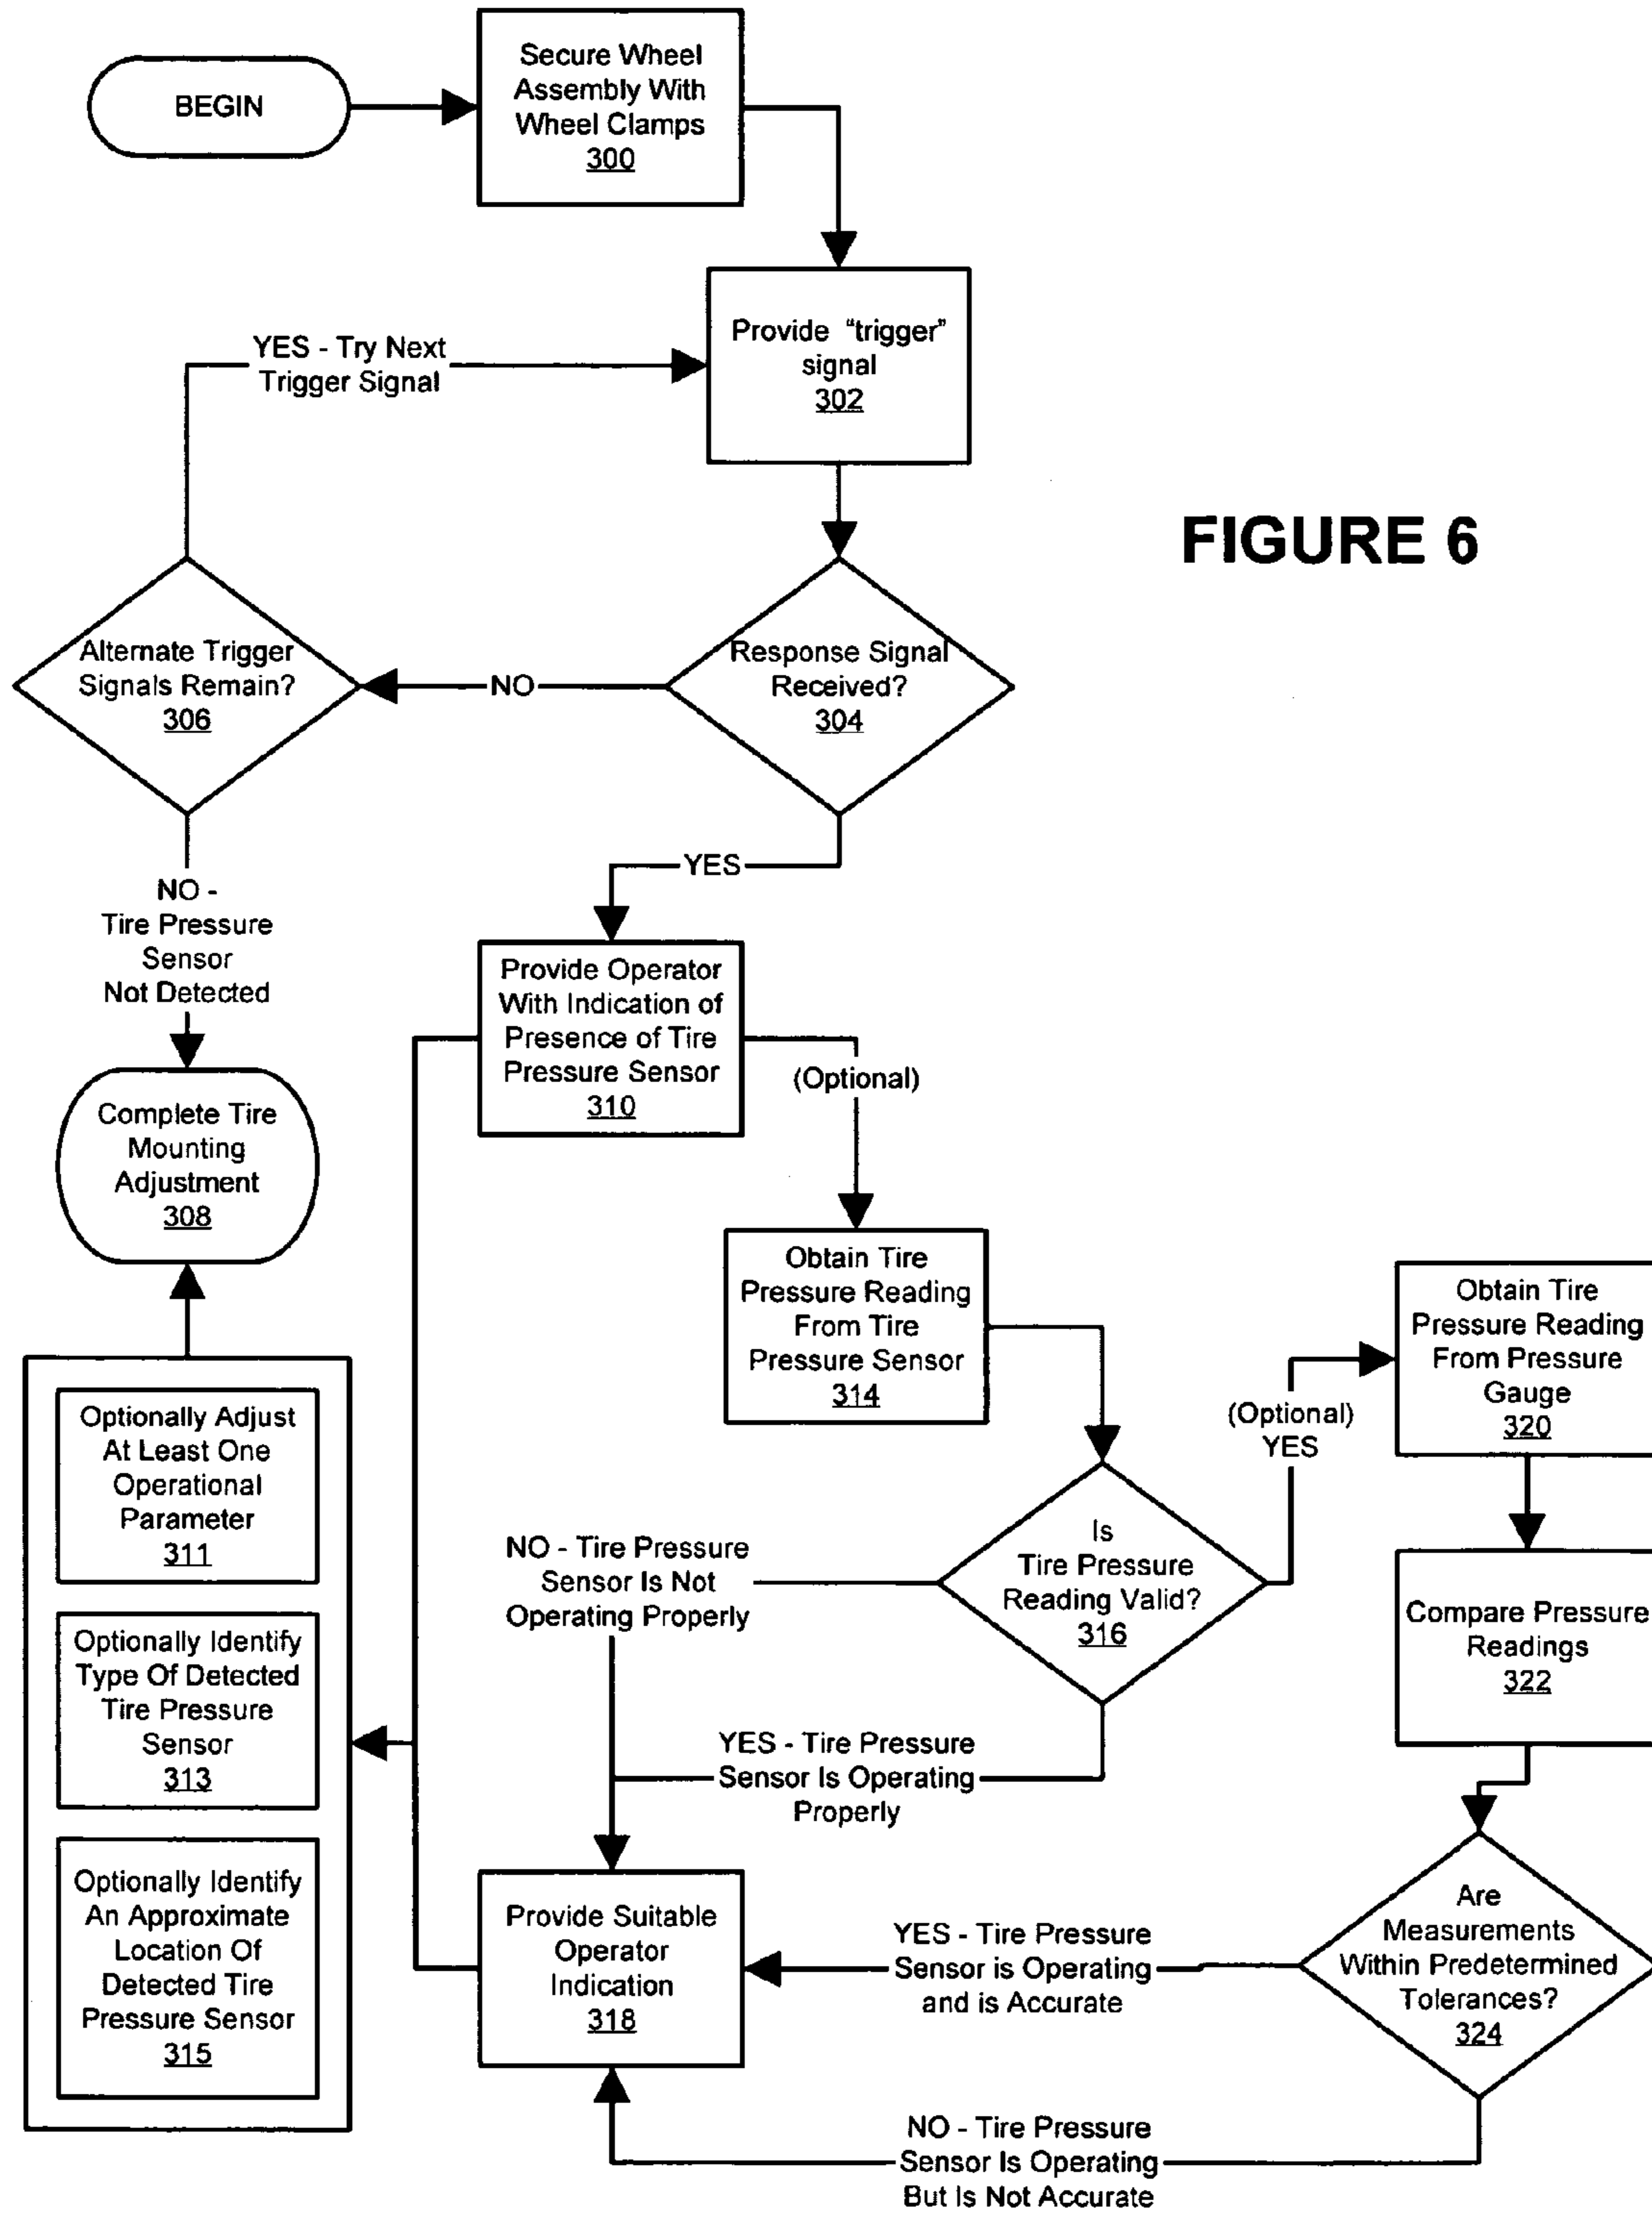 BEGIN
Secure Wheel
Assembly With
Wheel Clamps
300
Provide "trigger"
signal
302
YES - Try Next
Trigger Signal
FIGURE 6
Alternate Trigger
Signals Remain?
306
NO
Response Signal
Received?
304
YES
NO -
Tire Pressure
Sensor
Not Detected
Provide Operator
With Indication of
Presence of Tire
Pressure Sensor
310
(Optional)
Complete Tire
Mounting
Adjustment
308
Obtain Tire
Pressure Reading
From Tire
Pressure Sensor
314
Obtain Tire
Pressure Reading
From Pressure
Gauge
320
(Optional)
YES
Optionally Adjust
At Least One
Operational
Parameter
311
Is
Tire Pressure
Reading Valid?
316
NO - Tire Pressure
Sensor Is Not
Operating Properly
Compare Pressure
Readings
322
Optionally Identify
Type Of Detected
Tire Pressure
Sensor
313
YES - Tire Pressure
Sensor Is Operating
Properly
Optionally Identify
An Approximate
Location Of
Detected Tire
Pressure Sensor
315
Provide Suitable
Operator
Indication
318
YES - Tire Pressure
Sensor is Operating
and is Accurate
Are
Measurements
Within Predetermined
Tolerances?
324
NO - Tire Pressure
Sensor Is Operating
But Is Not Accurate